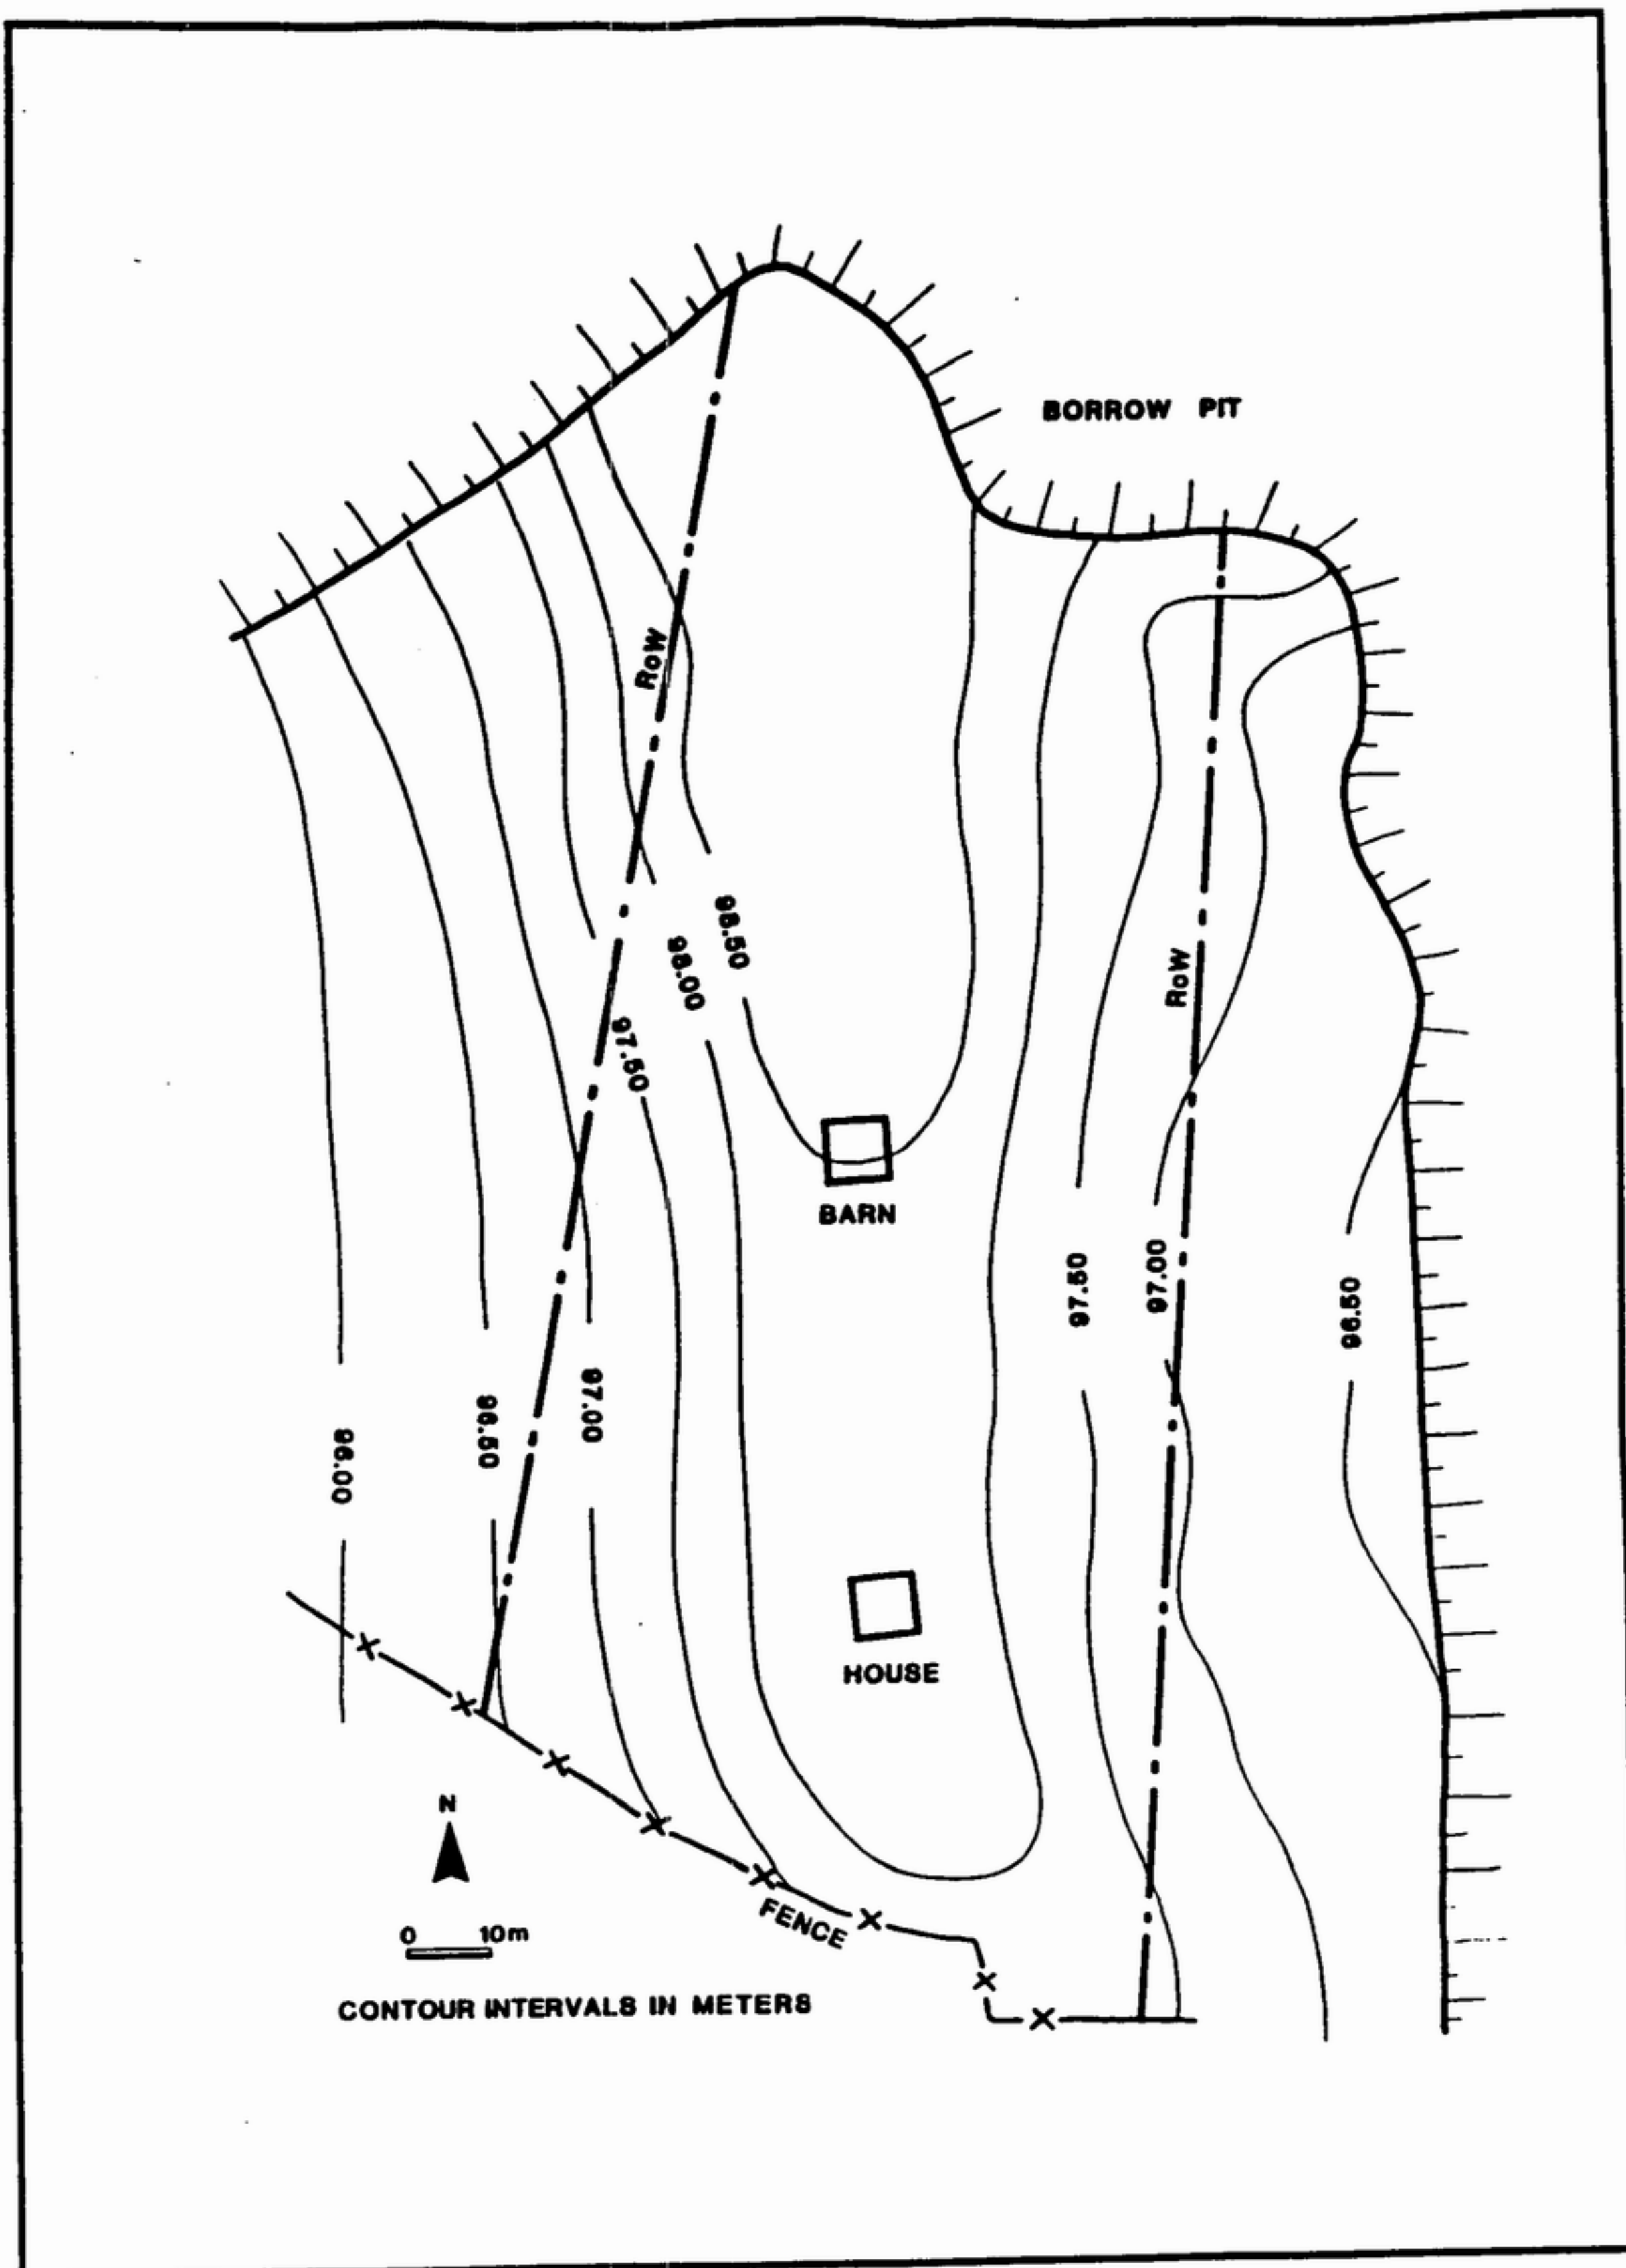 BORROW PIT
RoW
98.50
98.00
RoW
97.50
BARN
97.50
97.00
96.50
97.00
96.50
96.00
HOUSE
N
FENCE
0 10m
CONTOUR INTERVALS IN METERS